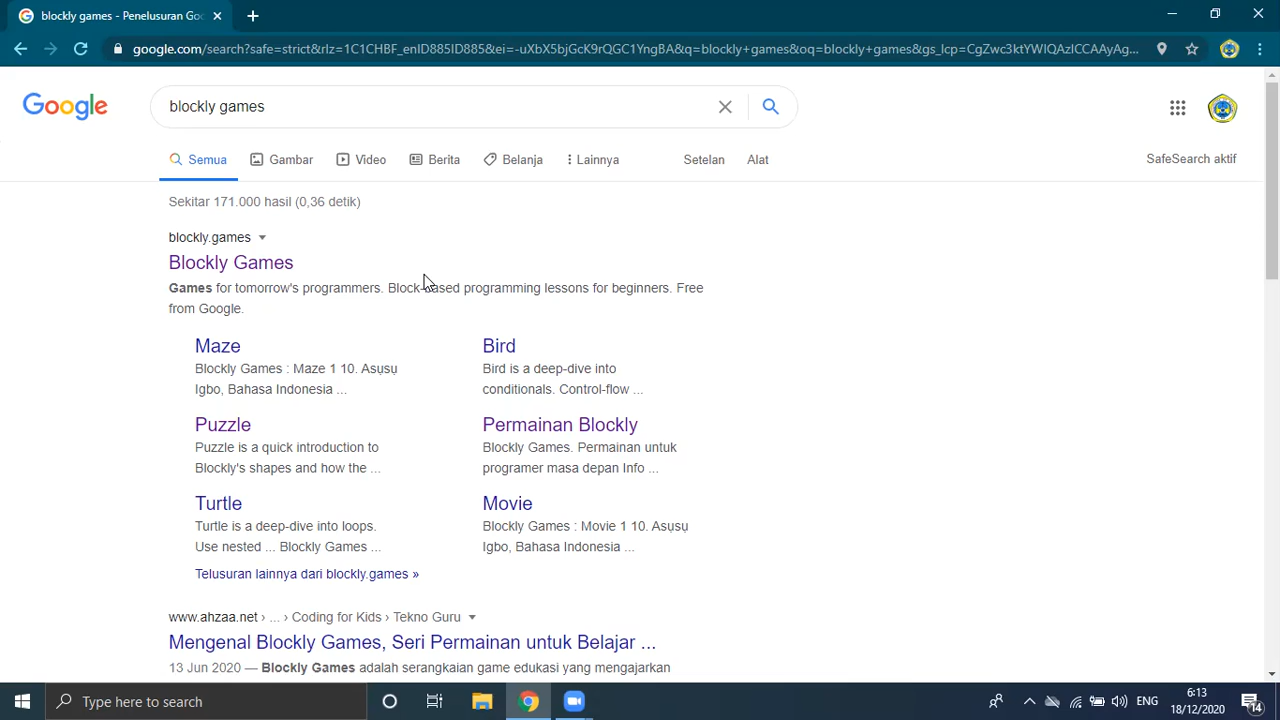 blockly games - Penelusuran Goo
google.com/search?safe=strict&rlz=1C1CHBF_enID885ID885&ei=-uXbX5bjGcK9rQGC1YngBA&q=blockly+games&oq=blockly+games&gs_lcp=CgZwc3ktYWIQAzICCAAyAg...
Google
blockly games
Semua Gambar Video Berita Belanja Lainnya Setelan Alat SafeSearch aktif
Sekitar 171.000 hasil (0,36 detik)
blockly.games
Blockly Games
Games for tomorrow's programmers. Block-based programming lessons for beginners. Free
from Google.
Maze
Blockly Games : Maze 1 10. Asụsụ
Igbo, Bahasa Indonesia ...
Bird
Bird is a deep-dive into
conditionals. Control-flow ...
Puzzle
Puzzle is a quick introduction to
Blockly's shapes and how the ...
Permainan Blockly
Blockly Games. Permainan untuk
programer masa depan Info ...
Turtle
Turtle is a deep-dive into loops.
Use nested ... Blockly Games ...
Movie
Blockly Games : Movie 1 10. Asụsụ
Igbo, Bahasa Indonesia ...
Telusuran lainnya dari blockly.games »
www.ahzaa.net › ... › Coding for Kids › Tekno Guru
Mengenal Blockly Games, Seri Permainan untuk Belajar ...
13 Jun 2020 — Blockly Games adalah serangkaian game edukasi yang mengajarkan
Type here to search
ENG
6:13
18/12/2020
14